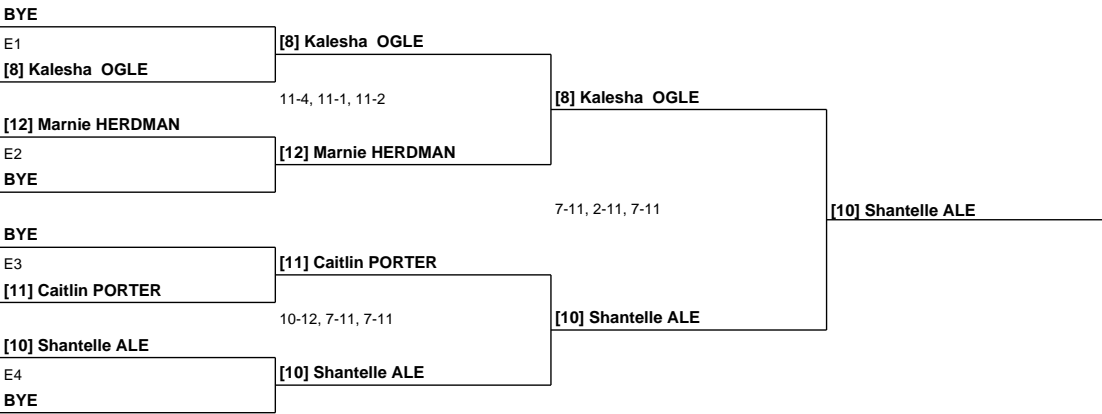 BYE
E1
[8] Kalesha  OGLE
[8] Kalesha  OGLE
11-4, 11-1, 11-2
[8] Kalesha  OGLE
[12] Marnie HERDMAN
E2
[12] Marnie HERDMAN
BYE
7-11, 2-11, 7-11
[10] Shantelle ALE
BYE
E3
[11] Caitlin PORTER
[11] Caitlin PORTER
10-12, 7-11, 7-11
[10] Shantelle ALE
[10] Shantelle ALE
E4
[10] Shantelle ALE
BYE